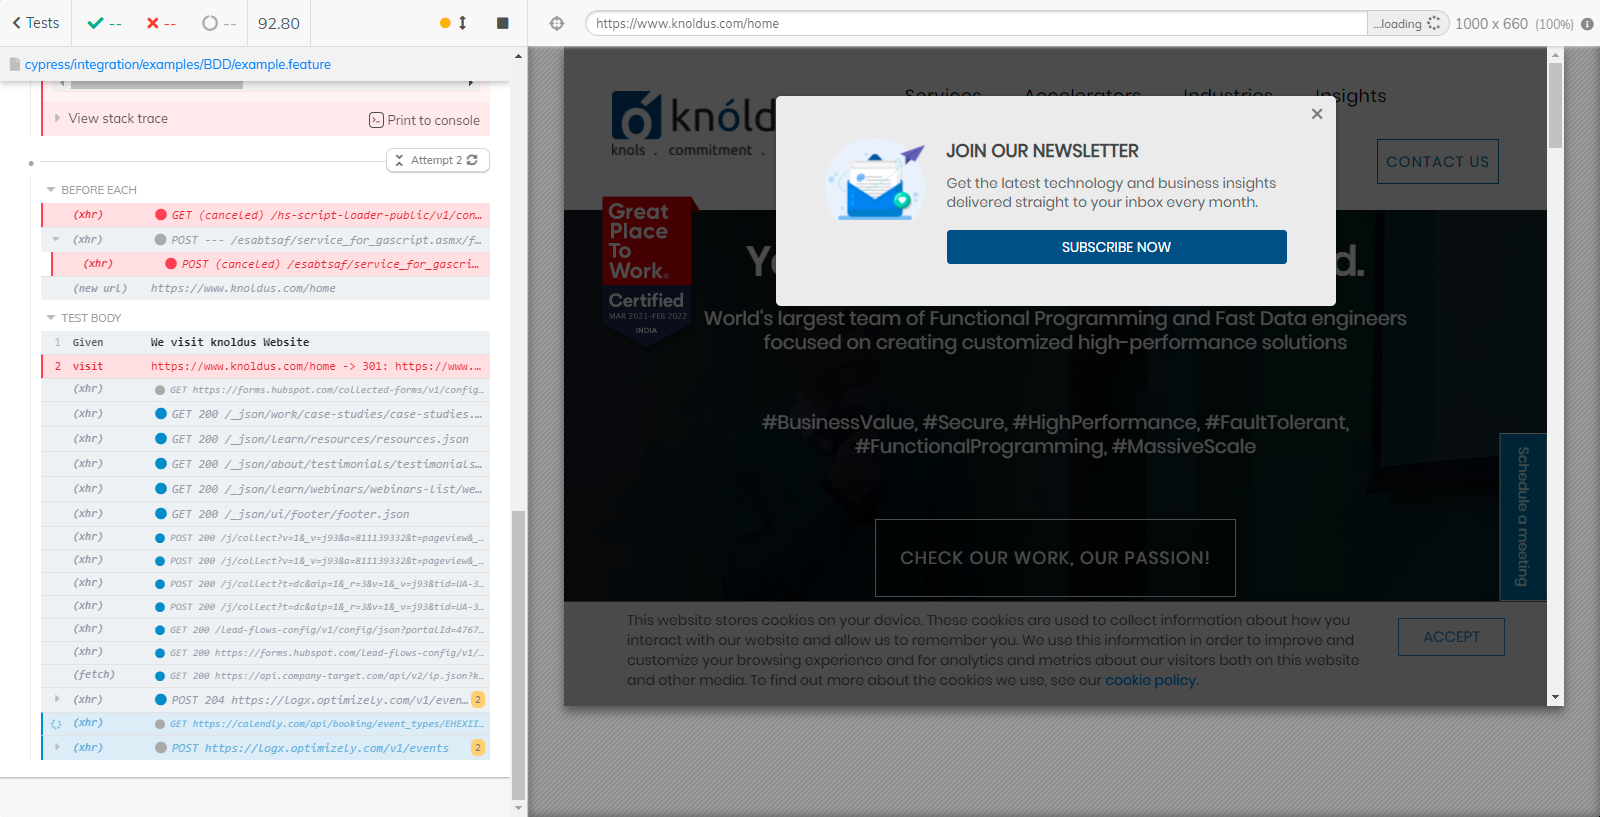 Tests
--
--
--
92.80
https://www.knoldus.com/home
...loading
1000 x 660 (100%)
cypress/integration/examples/BDD/example.feature
View stack trace
Print to console
Attempt 2
BEFORE EACH
(xhr) GET (canceled) /hs-script-loader-public/v1/con...
(xhr) POST --- /esabtsaf/service_for_gascript.asmx/f...
(xhr) POST (canceled) /esabtsaf/service_for_gascri...
(new url) https://www.knoldus.com/home
TEST BODY
1 Given We visit knoldus Website
2 visit https://www.knoldus.com/home -> 301: https://www....
(xhr) GET https://forms.hubspot.com/collected-forms/v1/config...
(xhr) GET 200 /_json/work/case-studies/case-studies....
(xhr) GET 200 /_json/learn/resources/resources.json
(xhr) GET 200 /_json/about/testimonials/testimonials...
(xhr) GET 200 /_json/learn/webinars/webinars-list/we...
(xhr) GET 200 /_json/ui/footer/footer.json
(xhr) POST 200 /j/collect?v=1&_v=j93&a=811139332&t=pageview&_...
(xhr) POST 200 /j/collect?v=1&_v=j93&a=811139332&t=pageview&_...
(xhr) POST 200 /j/collect?t=dc&aip=1&_r=3&v=1&_v=j93&tid=UA-3...
(xhr) POST 200 /j/collect?t=dc&aip=1&_r=3&v=1&_v=j93&tid=UA-3...
(xhr) GET 200 /lead-flows-config/v1/config/json?portalId=4767...
(xhr) GET 200 https://forms.hubspot.com/lead-flows-config/v1/...
(fetch) GET 200 https://api.company-target.com/api/v2/ip.json?k...
(xhr) POST 204 https://logx.optimizely.com/v1/even... 2
(xhr) GET https://calendly.com/api/booking/event_types/EHEXII...
(xhr) POST https://logx.optimizely.com/v1/events 2
Services Accelerators Industries Insights
knóld
knols . commitment .
CONTACT US
JOIN OUR NEWSLETTER
Get the latest technology and business insights
delivered straight to your inbox every month.
SUBSCRIBE NOW
Great
Place
To
Work.
Certified
MAR 2021-FEB 2022
INDIA
d.
World's largest team of Functional Programming and Fast Data engineers
focused on creating customized high-performance solutions
#BusinessValue, #Secure, #HighPerformance, #FaultTolerant,
#FunctionalProgramming, #MassiveScale
Schedule a meeting
CHECK OUR WORK, OUR PASSION!
This website stores cookies on your device. These cookies are used to collect information about how you
interact with our website and allow us to remember you. We use this information in order to improve and
customize your browsing experience and for analytics and metrics about our visitors both on this website
and other media. To find out more about the cookies we use, see our cookie policy.
ACCEPT